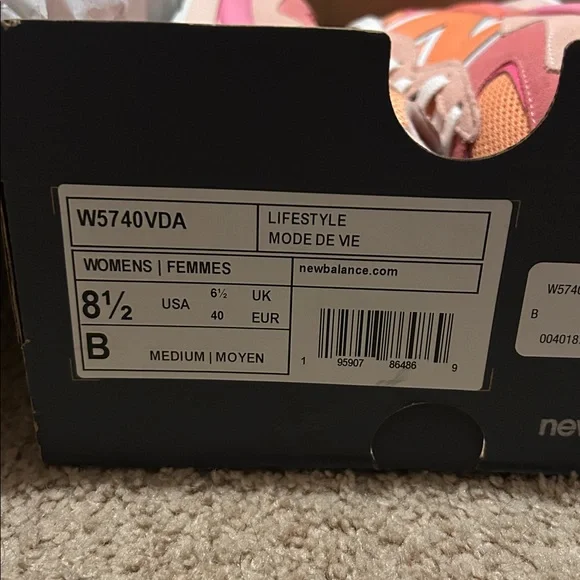 W5740VDA
LIFESTYLE
MODE DE VIE
WOMENS | FEMMES
newbalance.com
8½ USA 6½ UK
40 EUR
B MEDIUM | MOYEN
1 95907 86486 9
W5740
B
004018
new